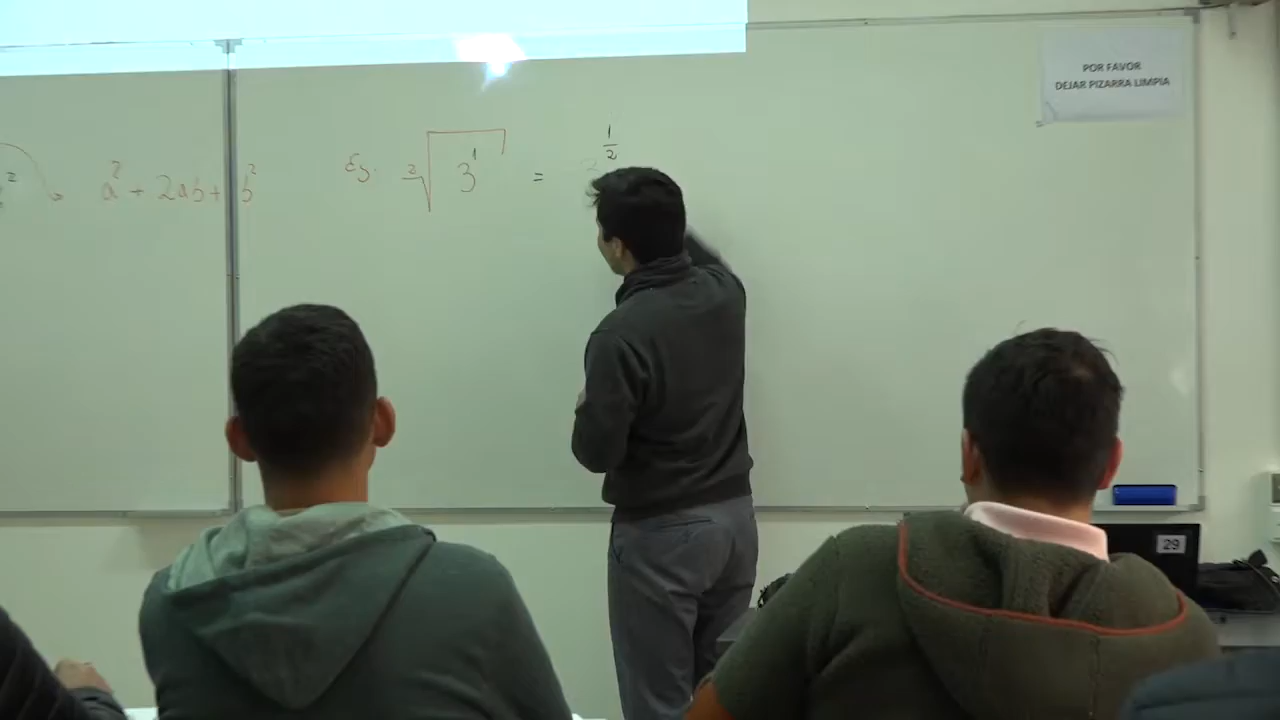 POR FAVOR
DEJAR PIZARRA LIMPIA
a² + 2ab + b²
Ej. ²√3¹ = 3^(1/2)
29